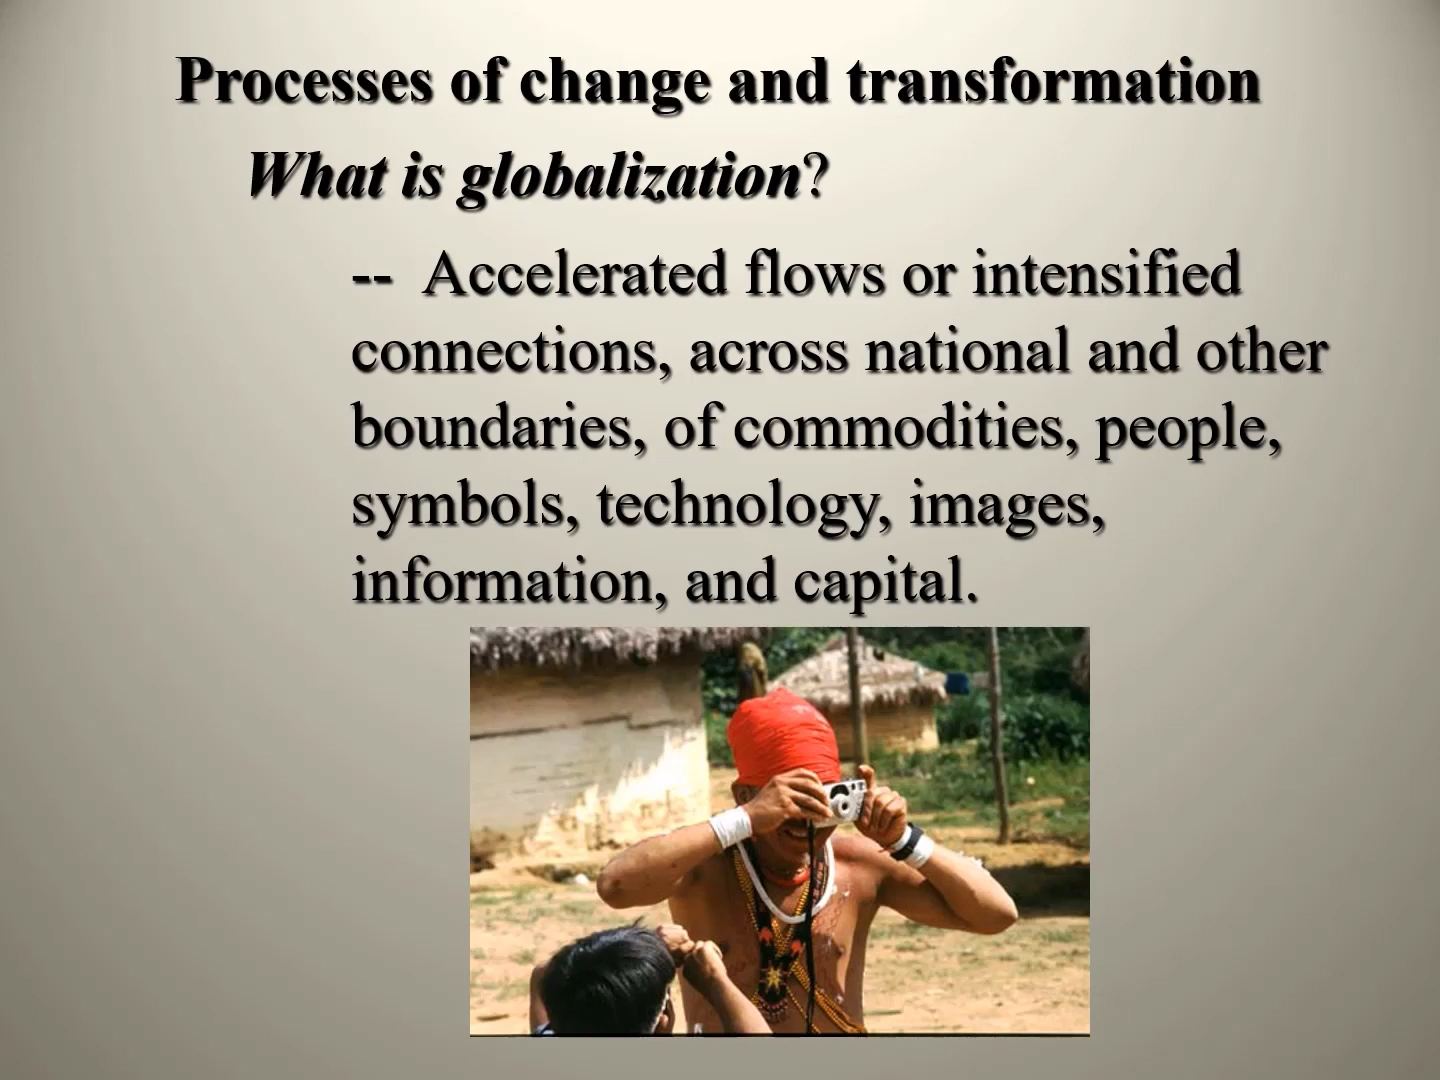 Processes of change and transformation
What is globalization?
-- Accelerated flows or intensified
connections, across national and other
boundaries, of commodities, people,
symbols, technology, images,
information, and capital.